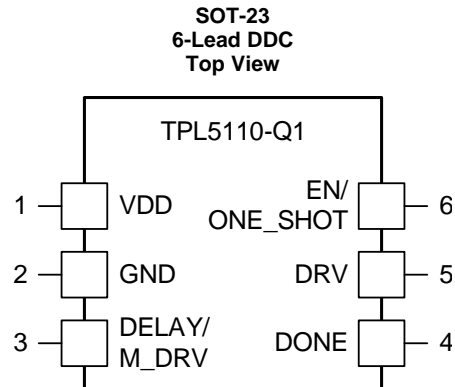 SOT-23
6-Lead DDC
Top View
TPL5110-Q1
1 VDD
EN/
ONE_SHOT 6
2 GND
DRV 5
3 DELAY/
M_DRV
DONE 4